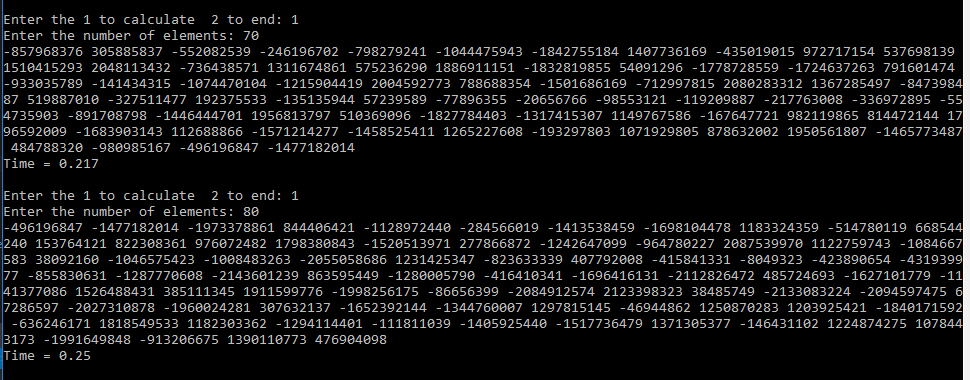 Enter the 1 to calculate  2 to end: 1
Enter the number of elements: 70
-857968376 305885837 -552082539 -246196702 -798279241 -1044475943 -1842755184 1407736169 -435019015 972717154 537698139
1510415293 2048113432 -736438571 1311674861 575236290 1886911151 -1832819855 54091296 -1778728559 -1724637263 791601474
-933035789 -141434315 -1074470104 -1215904419 2004592773 788688354 -1501686169 -712997815 2080283312 1367285497 -8473984
87 519887010 -327511477 192375533 -135135944 57239589 -77896355 -20656766 -98553121 -119209887 -217763008 -336972895 -55
4735903 -891708798 -1446444701 1956813797 510369096 -1827784403 -1317415307 1149767586 -167647721 982119865 814472144 17
96592009 -1683903143 112688866 -1571214277 -1458525411 1265227608 -193297803 1071929805 878632002 1950561807 -1465773487
 484788320 -980985167 -496196847 -1477182014
Time = 0.217
Enter the 1 to calculate  2 to end: 1
Enter the number of elements: 80
-496196847 -1477182014 -1973378861 844406421 -1128972440 -284566019 -1413538459 -1698104478 1183324359 -514780119 668544
240 153764121 822308361 976072482 1798380843 -1520513971 277866872 -1242647099 -964780227 2087539970 1122759743 -1084667
583 38092160 -1046575423 -1008483263 -2055058686 1231425347 -823633339 407792008 -415841331 -8049323 -423890654 -4319399
77 -855830631 -1287770608 -2143601239 863595449 -1280005790 -416410341 -1696416131 -2112826472 485724693 -1627101779 -11
41377086 1526488431 385111345 1911599776 -1998256175 -86656399 -2084912574 2123398323 38485749 -2133083224 -2094597475 6
7286597 -2027310878 -1960024281 307632137 -1652392144 -1344760007 1297815145 -46944862 1250870283 1203925421 -1840171592
 -636246171 1818549533 1182303362 -1294114401 -111811039 -1405925440 -1517736479 1371305377 -146431102 1224874275 107844
3173 -1991649848 -913206675 1390110773 476904098
Time = 0.25